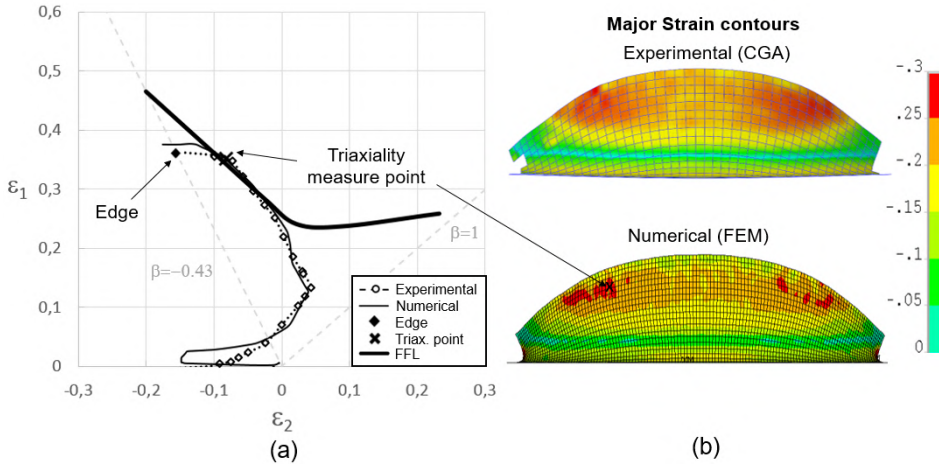 0,6
0,5
0,4
0,3
0,2
0,1
0
ε1
-0,3
-0,2
-0,1
0
0,1
0,2
0,3
ε2
Edge
Triaxiality
measure point
β=−0.43
β=1
Experimental
Numerical
Edge
Triax. point
FFL
(a)
Major Strain contours
Experimental (CGA)
Numerical (FEM)
-.3
.25
-.2
-.15
-.1
-.05
0
(b)